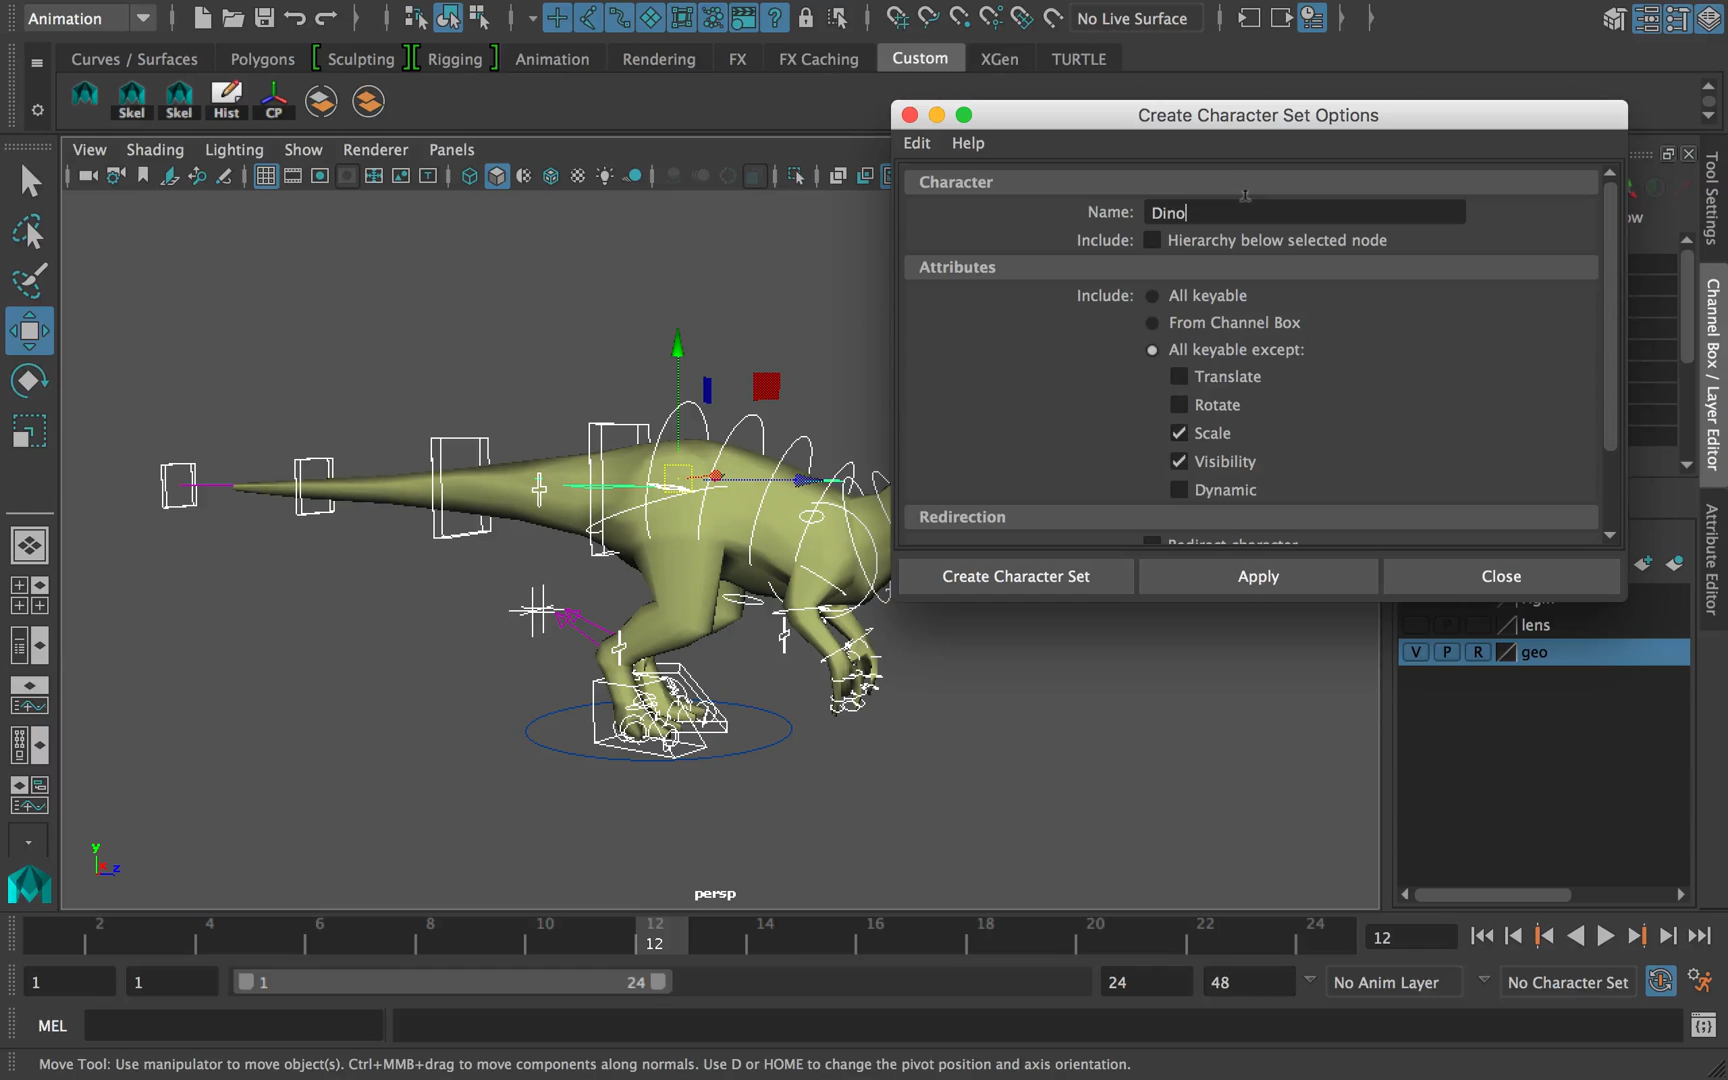 Animation
No Live Surface
Curves / Surfaces
Polygons
Sculpting
Rigging
Animation
Rendering
FX
FX Caching
Custom
XGen
TURTLE
Skel
Skel
Hist
CP
View
Shading
Lighting
Show
Renderer
Panels
Create Character Set Options
Edit
Help
Character
Name:
Dino
Include:
Hierarchy below selected node
Attributes
Include:
All keyable
From Channel Box
All keyable except:
Translate
Rotate
Scale
Visibility
Dynamic
Redirection
Redirect character
Create Character Set
Apply
Close
Tool Settings
Channel Box / Layer Editor
Attribute Editor
lens
V P R geo
y
z
persp
2 4 6 8 10 12 14 16 18 20 22 24
12
12
1
1
1
24
24
48
No Anim Layer
No Character Set
MEL
Move Tool: Use manipulator to move object(s). Ctrl+MMB+drag to move components along normals. Use D or HOME to change the pivot position and axis orientation.